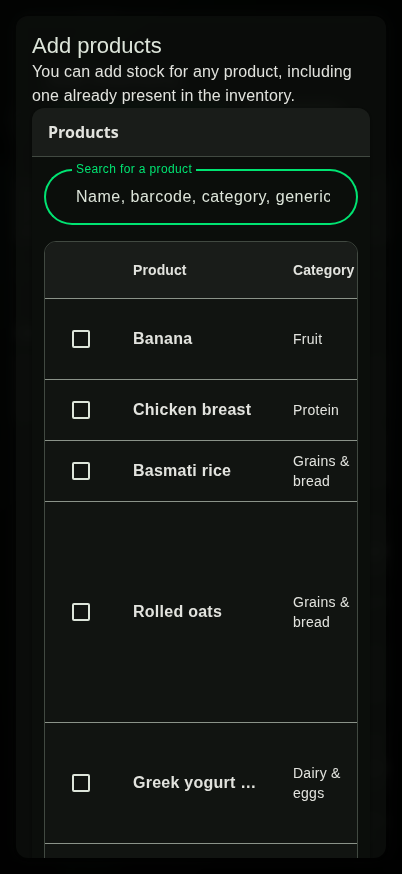 Add products
You can add stock for any product, including
one already present in the inventory.
Products
Search for a product
Name, barcode, category, generic
Product Category
Banana Fruit
Chicken breast Protein
Basmati rice Grains &
bread
Rolled oats Grains &
bread
Greek yogurt … Dairy &
eggs